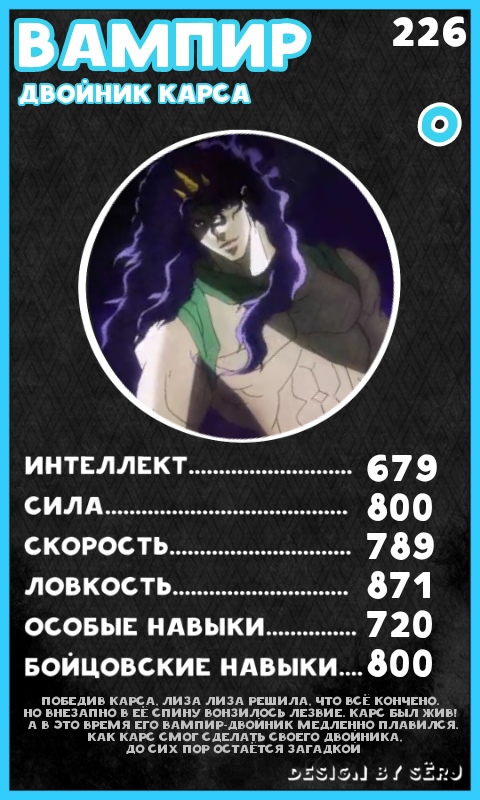 ВАМПИР
226
ДВОЙНИК КАРСА
ИНТЕЛЛЕКТ.......................... 679
СИЛА....................................... 800
СКОРОСТЬ............................. 789
ЛОВКОСТЬ............................ 871
ОСОБЫЕ НАВЫКИ.............. 720
БОЙЦОВСКИЕ НАВЫКИ.... 800
ПОБЕДИВ КАРСА, ЛИЗА ЛИЗА РЕШИЛА, ЧТО ВСЁ КОНЧЕНО.
НО ВНЕЗАПНО В ЕЁ СПИНУ ВОНЗИЛОСЬ ЛЕЗВИЕ. КАРС БЫЛ ЖИВ!
А В ЭТО ВРЕМЯ ЕГО ВАМПИР-ДВОЙНИК МЕДЛЕННО ПЛАВИЛСЯ.
КАК КАРС СМОГ СДЕЛАТЬ СВОЕГО ДВОЙНИКА,
ДО СИХ ПОР ОСТАЁТСЯ ЗАГАДКОЙ
DESIGN BY SЁRJ